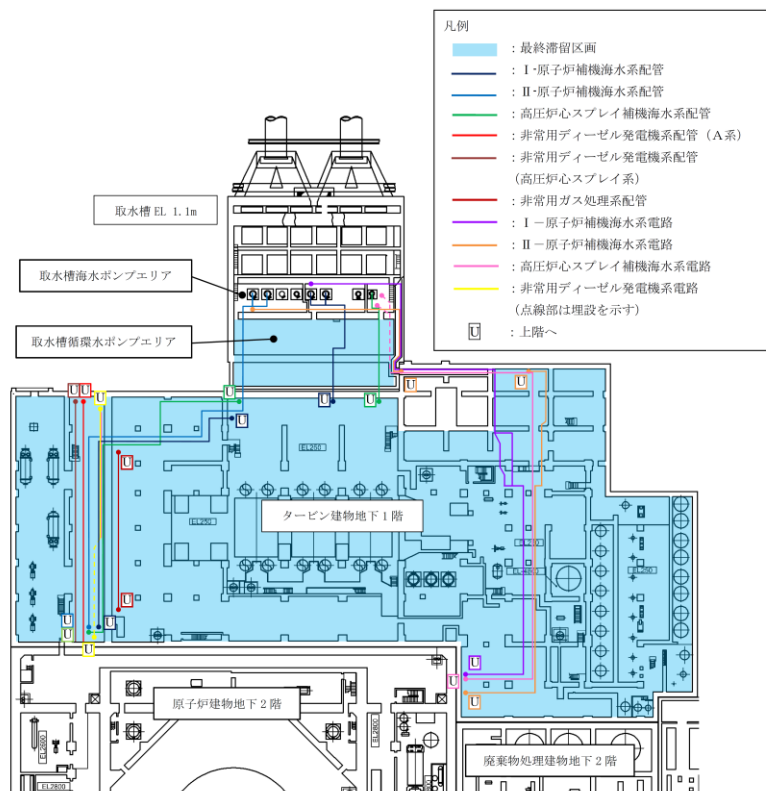 凡例
：最終滞留区画
：Ⅰ-原子炉補機海水系配管
：Ⅱ-原子炉補機海水系配管
：高圧炉心スプレイ補機海水系配管
：非常用ディーゼル発電機系配管（Ａ系）
：非常用ディーゼル発電機系配管
（高圧炉心スプレイ系）
：非常用ガス処理系配管
：Ⅰ－原子炉補機海水系電路
：Ⅱ－原子炉補機海水系電路
：高圧炉心スプレイ補機海水系電路
：非常用ディーゼル発電機系電路
（点線部は埋設を示す）
U ：上階へ
取水槽 EL 1.1m
取水槽海水ポンプエリア
取水槽循環水ポンプエリア
U U U U U U U U
U
EL250
U
タービン建物地下１階
EL250
EL250
U
U U
U
U
U
U
U
原子炉建物地下２階
廃棄物処理建物地下２階
EL2800
EL2800